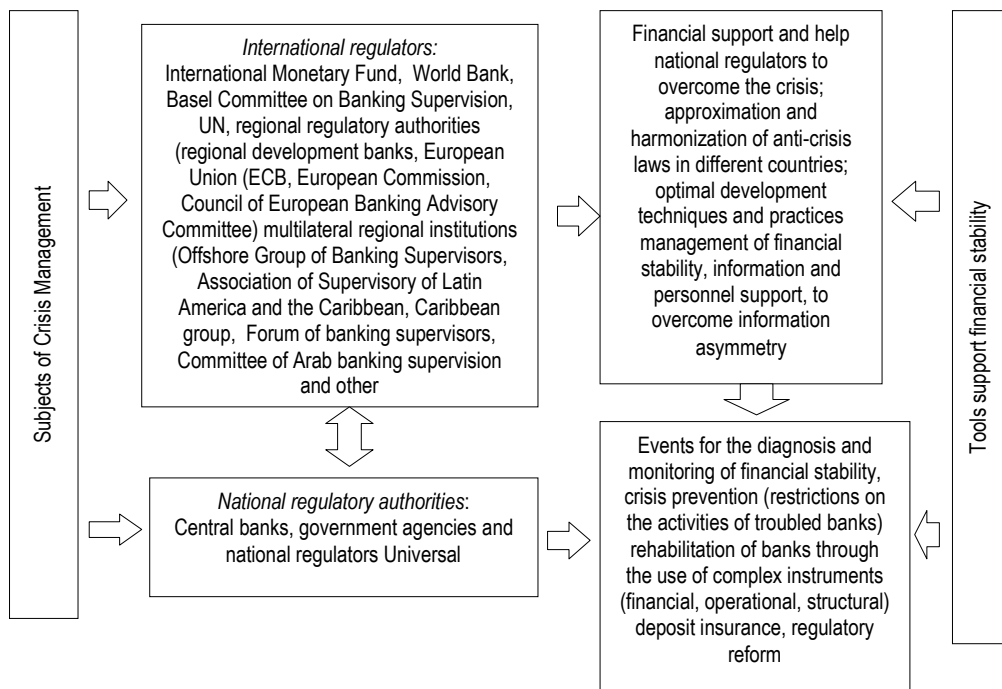 Subjects of Crisis Management
International regulators:
International Monetary Fund, World Bank,
Basel Committee on Banking Supervision,
UN, regional regulatory authorities
(regional development banks, European
Union (ECB, European Commission,
Council of European Banking Advisory
Committee) multilateral regional institutions
(Offshore Group of Banking Supervisors,
Association of Supervisory of Latin
America and the Caribbean, Caribbean
group, Forum of banking supervisors,
Committee of Arab banking supervision
and other
National regulatory authorities:
Central banks, government agencies and
national regulators Universal
Financial support and help
national regulators to
overcome the crisis;
approximation and
harmonization of anti-crisis
laws in different countries;
optimal development
techniques and practices
management of financial
stability, information and
personnel support, to
overcome information
asymmetry
Events for the diagnosis and
monitoring of financial stability,
crisis prevention (restrictions on
the activities of troubled banks)
rehabilitation of banks through
the use of complex instruments
(financial, operational, structural)
deposit insurance, regulatory
reform
Tools support financial stability